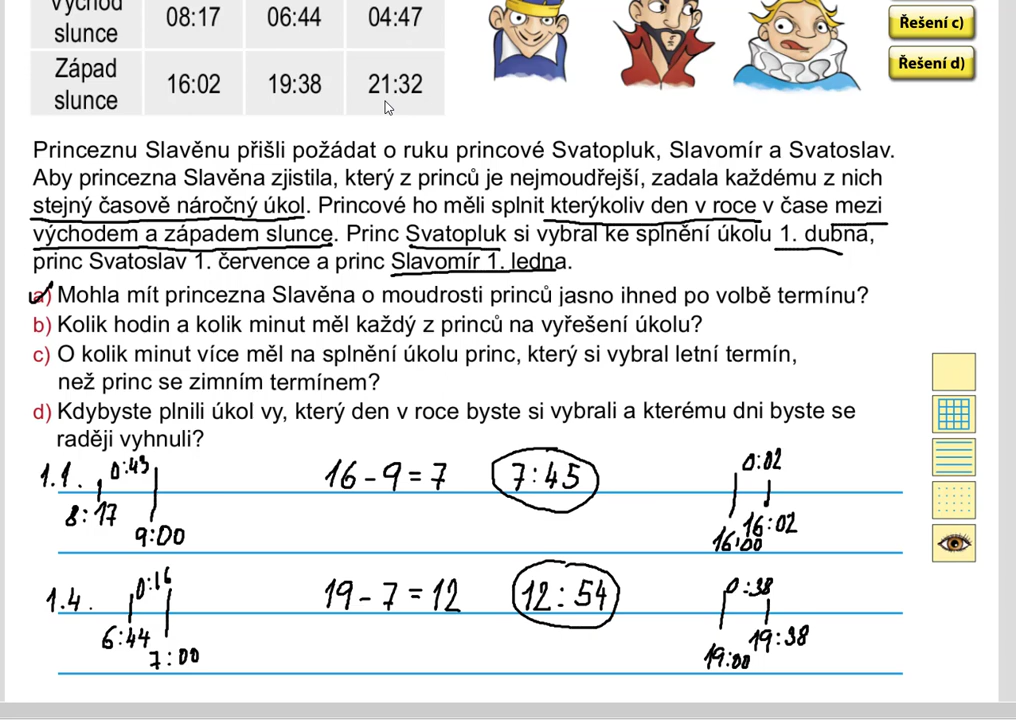 východ
slunce
08:17
06:44
04:47
Západ
slunce
16:02
19:38
21:32
Řešení c)
Řešení d)
Princeznu Slavěnu přišli požádat o ruku princové Svatopluk, Slavomír a Svatoslav.
Aby princezna Slavěna zjistila, který z princů je nejmoudřejší, zadala každému z nich
stejný časově náročný úkol. Princové ho měli splnit kterýkoliv den v roce v čase mezi
východem a západem slunce. Princ Svatopluk si vybral ke splnění úkolu 1. dubna,
princ Svatoslav 1. července a princ Slavomír 1. ledna.
a) Mohla mít princezna Slavěna o moudrosti princů jasno ihned po volbě termínu?
b) Kolik hodin a kolik minut měl každý z princů na vyřešení úkolu?
c) O kolik minut více měl na splnění úkolu princ, který si vybral letní termín,
než princ se zimním termínem?
d) Kdybyste plnili úkol vy, který den v roce byste si vybrali a kterému dni byste se
raději vyhnuli?
1.1. 0:43 16-9=7 7:45 0:02
8:17 9:00 16:00 16:02
1.4. 0:16 19-7=12 12:54 0:38
6:44 7:00 19:00 19:38